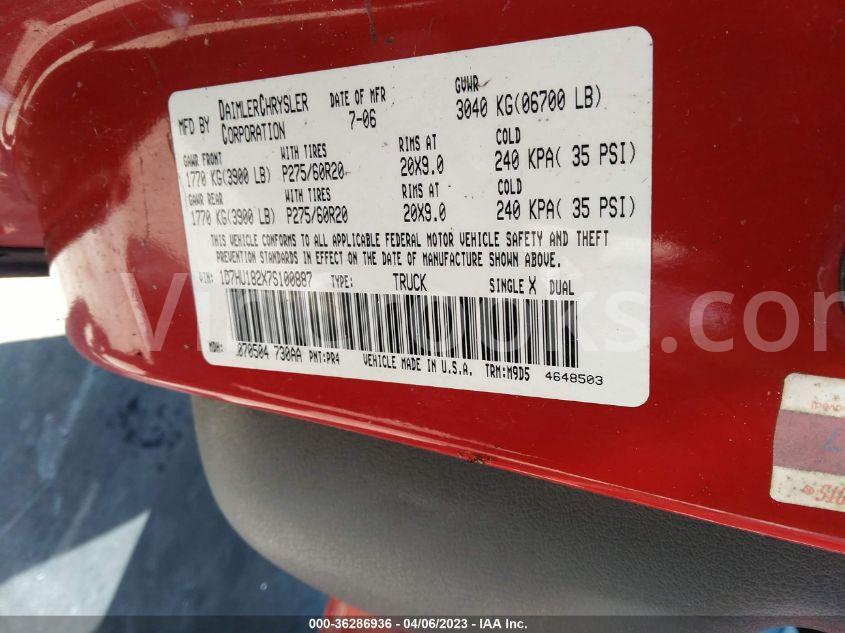 MFD BY DAIMLERCHRYSLER CORPORATION DATE OF MFR 7-06 GVWR 3040 KG(06700 LB)
GAWR FRONT WITH TIRES RIMS AT COLD
1770 KG(3900 LB) P275/60R20 20X9.0 240 KPA( 35 PSI)
GAWR REAR WITH TIRES RIMS AT COLD
1770 KG(3900 LB) P275/60R20 20X9.0 240 KPA( 35 PSI)
THIS VEHICLE CONFORMS TO ALL APPLICABLE FEDERAL MOTOR VEHICLE SAFETY AND THEFT
PREVENTION STANDARDS IN EFFECT ON THE DATE OF MANUFACTURE SHOWN ABOVE.
VIN: 1D7HU182X7S100887 TYPE: TRUCK SINGLE X DUAL
MDH: 070504 730AA PNT:PR4 VEHICLE MADE IN U.S.A. TRM:M9D5 4648503
000-36286936 - 04/06/2023 - IAA Inc.